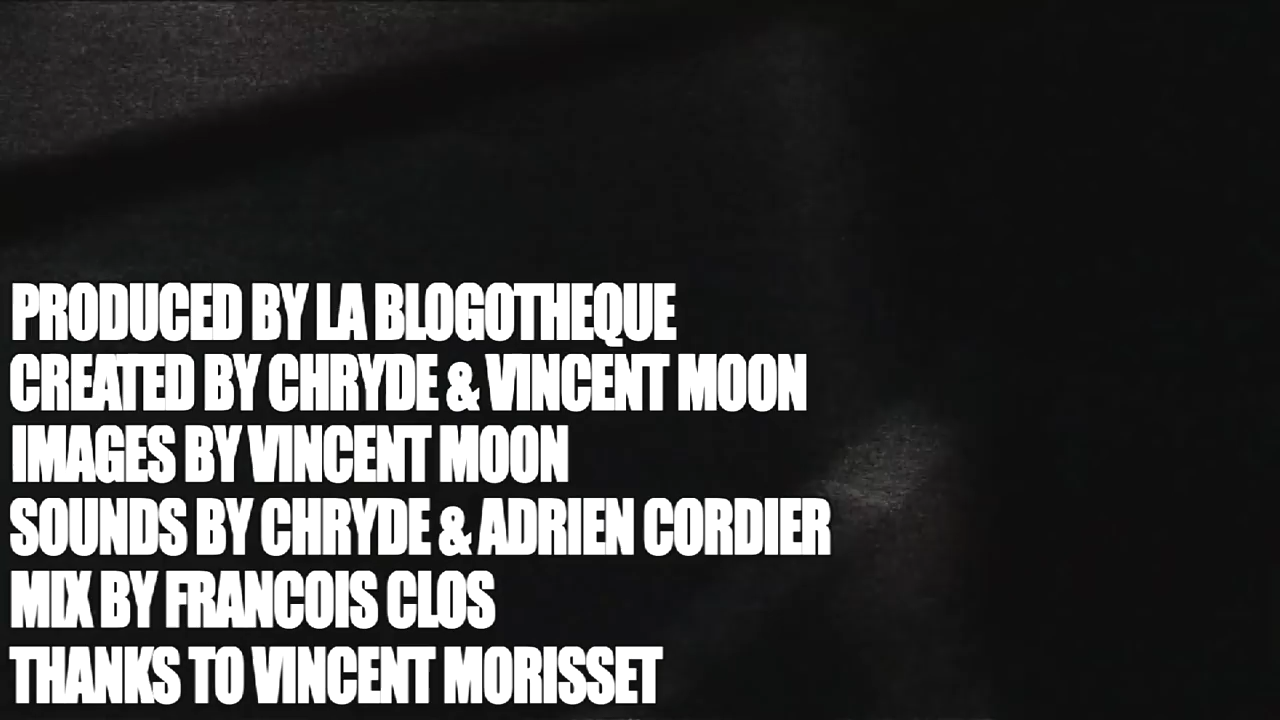 PRODUCED BY LA BLOGOTHEQUE
CREATED BY CHRYDE & VINCENT MOON
IMAGES BY VINCENT MOON
SOUNDS BY CHRYDE & ADRIEN CORDIER
MIX BY FRANCOIS CLOS
THANKS TO VINCENT MORISSET